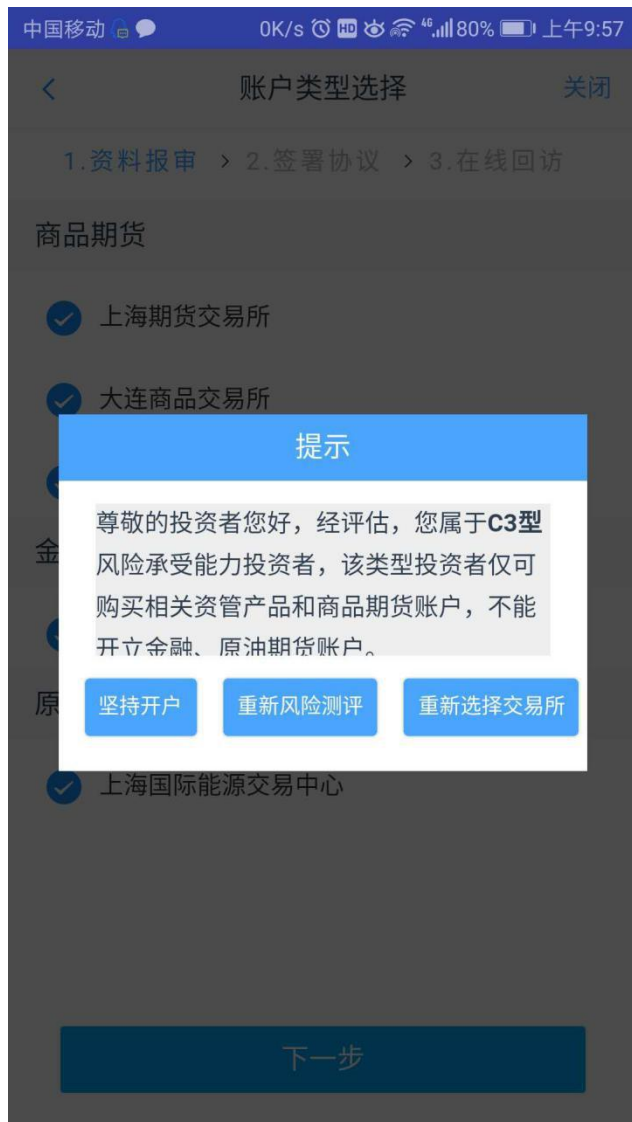 中国移动 0K/s HD 46 80% 上午9:57
账户类型选择 关闭
1.资料报审 > 2.签署协议 > 3.在线回访
商品期货
上海期货交易所
大连商品交易所
提示
尊敬的投资者您好，经评估，您属于C3型
风险承受能力投资者，该类型投资者仅可
购买相关资管产品和商品期货账户，不能
开立金融、原油期货账户。
金
原
坚持开户 重新风险测评 重新选择交易所
上海国际能源交易中心
下一步